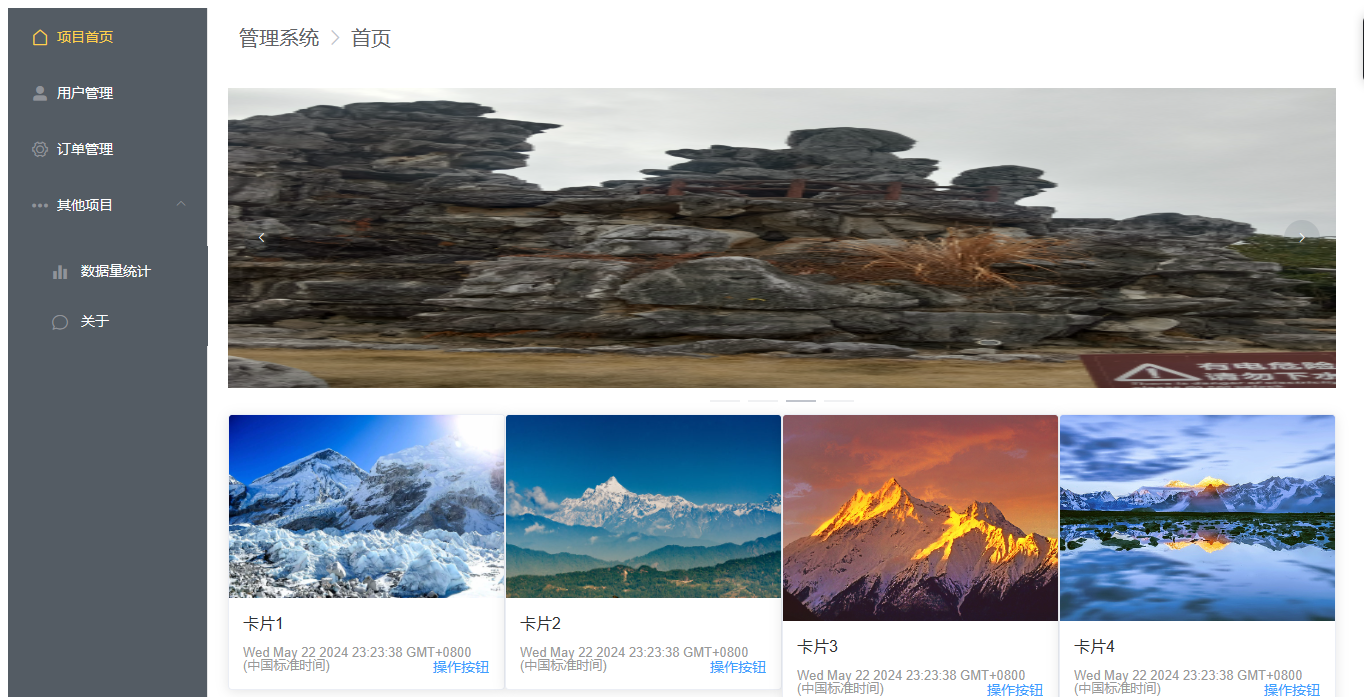 项目首页
管理系统 首页
用户管理
订单管理
其他项目
数据量统计
关于
有电危险
请勿下水
卡片1
Wed May 22 2024 23:23:38 GMT+0800
(中国标准时间)
操作按钮
卡片2
Wed May 22 2024 23:23:38 GMT+0800
(中国标准时间)
操作按钮
卡片3
Wed May 22 2024 23:23:38 GMT+0800
(中国标准时间)
操作按钮
卡片4
Wed May 22 2024 23:23:38 GMT+0800
(中国标准时间)
操作按钮